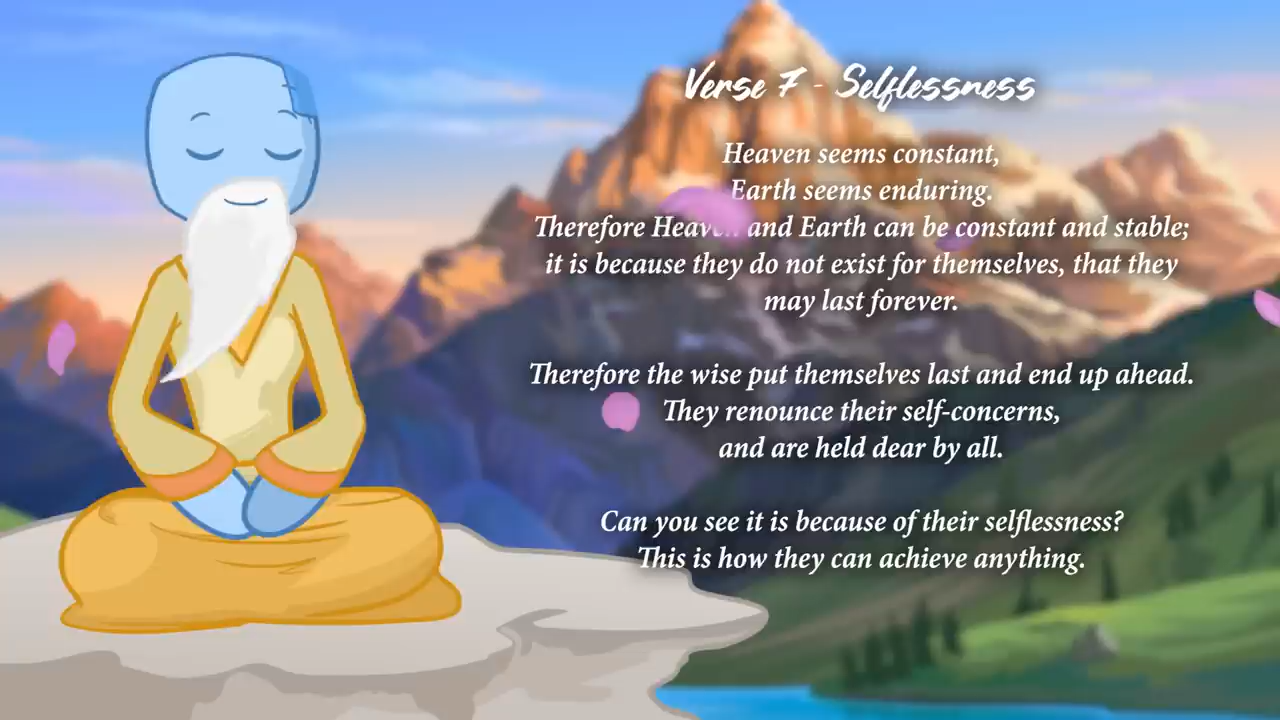 Verse 7 - Selflessness
Heaven seems constant,
Earth seems enduring.
Therefore Heaven and Earth can be constant and stable;
it is because they do not exist for themselves, that they
may last forever.
Therefore the wise put themselves last and end up ahead.
They renounce their self-concerns,
and are held dear by all.
Can you see it is because of their selflessness?
This is how they can achieve anything.